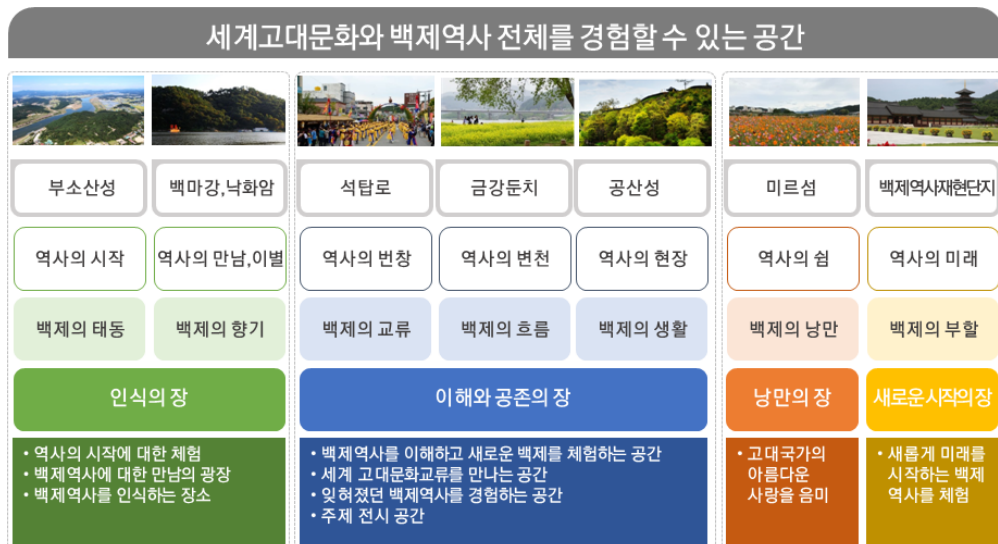 세계고대문화와 백제역사 전체를 경험할 수 있는 공간
부소산성
백마강,낙화암
석탑로
금강둔치
공산성
미르섬
백제역사재현단지
역사의 시작
역사의 만남,이별
역사의 번창
역사의 변천
역사의 현장
역사의 쉼
역사의 미래
백제의 태동
백제의 향기
백제의 교류
백제의 흐름
백제의 생활
백제의 낭만
백제의 부할
인식의 장
이해와 공존의 장
낭만의 장
새로운 시작의 장
• 역사의 시작에 대한 체험
• 백제역사에 대한 만남의 광장
• 백제역사를 인식하는 장소
• 백제역사를 이해하고 새로운 백제를 체험하는 공간
• 세계 고대문화교류를 만나는 공간
• 잊혀졌던 백제역사를 경험하는 공간
• 주제 전시 공간
• 고대국가의
아름다운
사랑을 음미
• 새롭게 미래를
시작하는 백제
역사를 체험